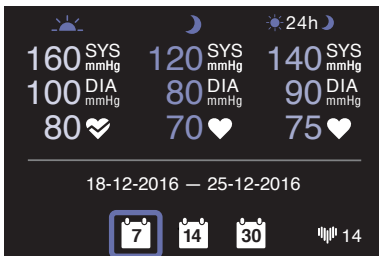 24h
160 SYS mmHg 120 SYS mmHg 140 SYS mmHg
100 DIA mmHg 80 DIA mmHg 90 DIA mmHg
80 70 75
18-12-2016 — 25-12-2016
7 14 30 14